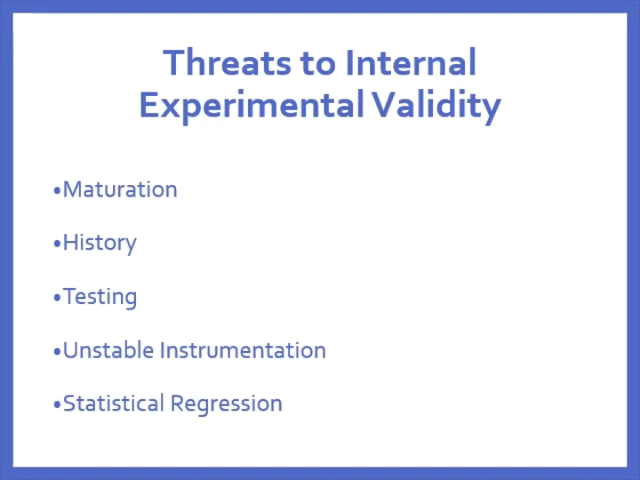 Threats to Internal
Experimental Validity
•Maturation
•History
•Testing
•Unstable Instrumentation
•Statistical Regression